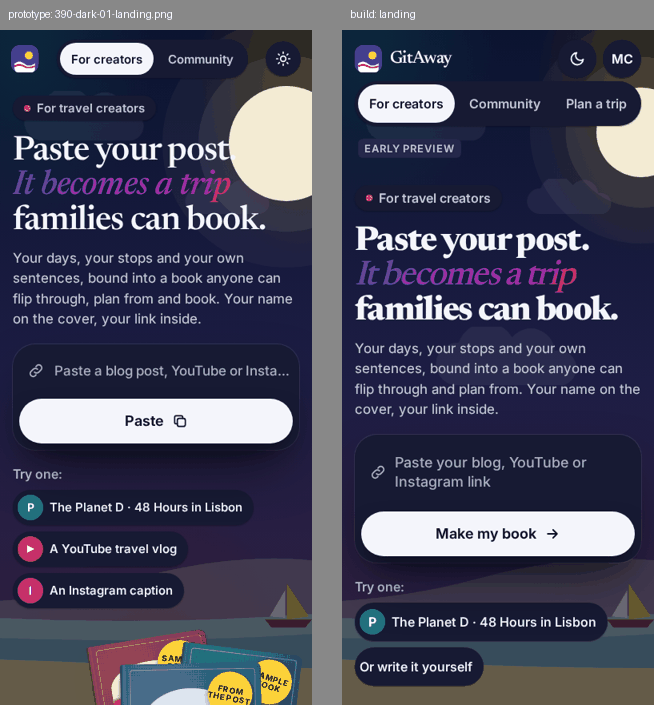 prototype: 390-dark-01-landing.png
For creators
Community
For travel creators
Paste your post.
It becomes a trip
families can book.
Your days, your stops and your own
sentences, bound into a book anyone can
flip through, plan from and book. Your name
on the cover, your link inside.
Paste a blog post, YouTube or Insta...
Paste
Try one:
P The Planet D · 48 Hours in Lisbon
A YouTube travel vlog
I An Instagram caption
FROM
THE POST
build: landing
GitAway
MC
For creators
Community
Plan a trip
EARLY PREVIEW
For travel creators
Paste your post.
It becomes a trip
families can book.
Your days, your stops and your own
sentences, bound into a book anyone can
flip through and plan from. Your name on the
cover, your link inside.
Paste your blog, YouTube or
Instagram link
Make my book →
Try one:
P The Planet D · 48 Hours in Lisbon
Or write it yourself